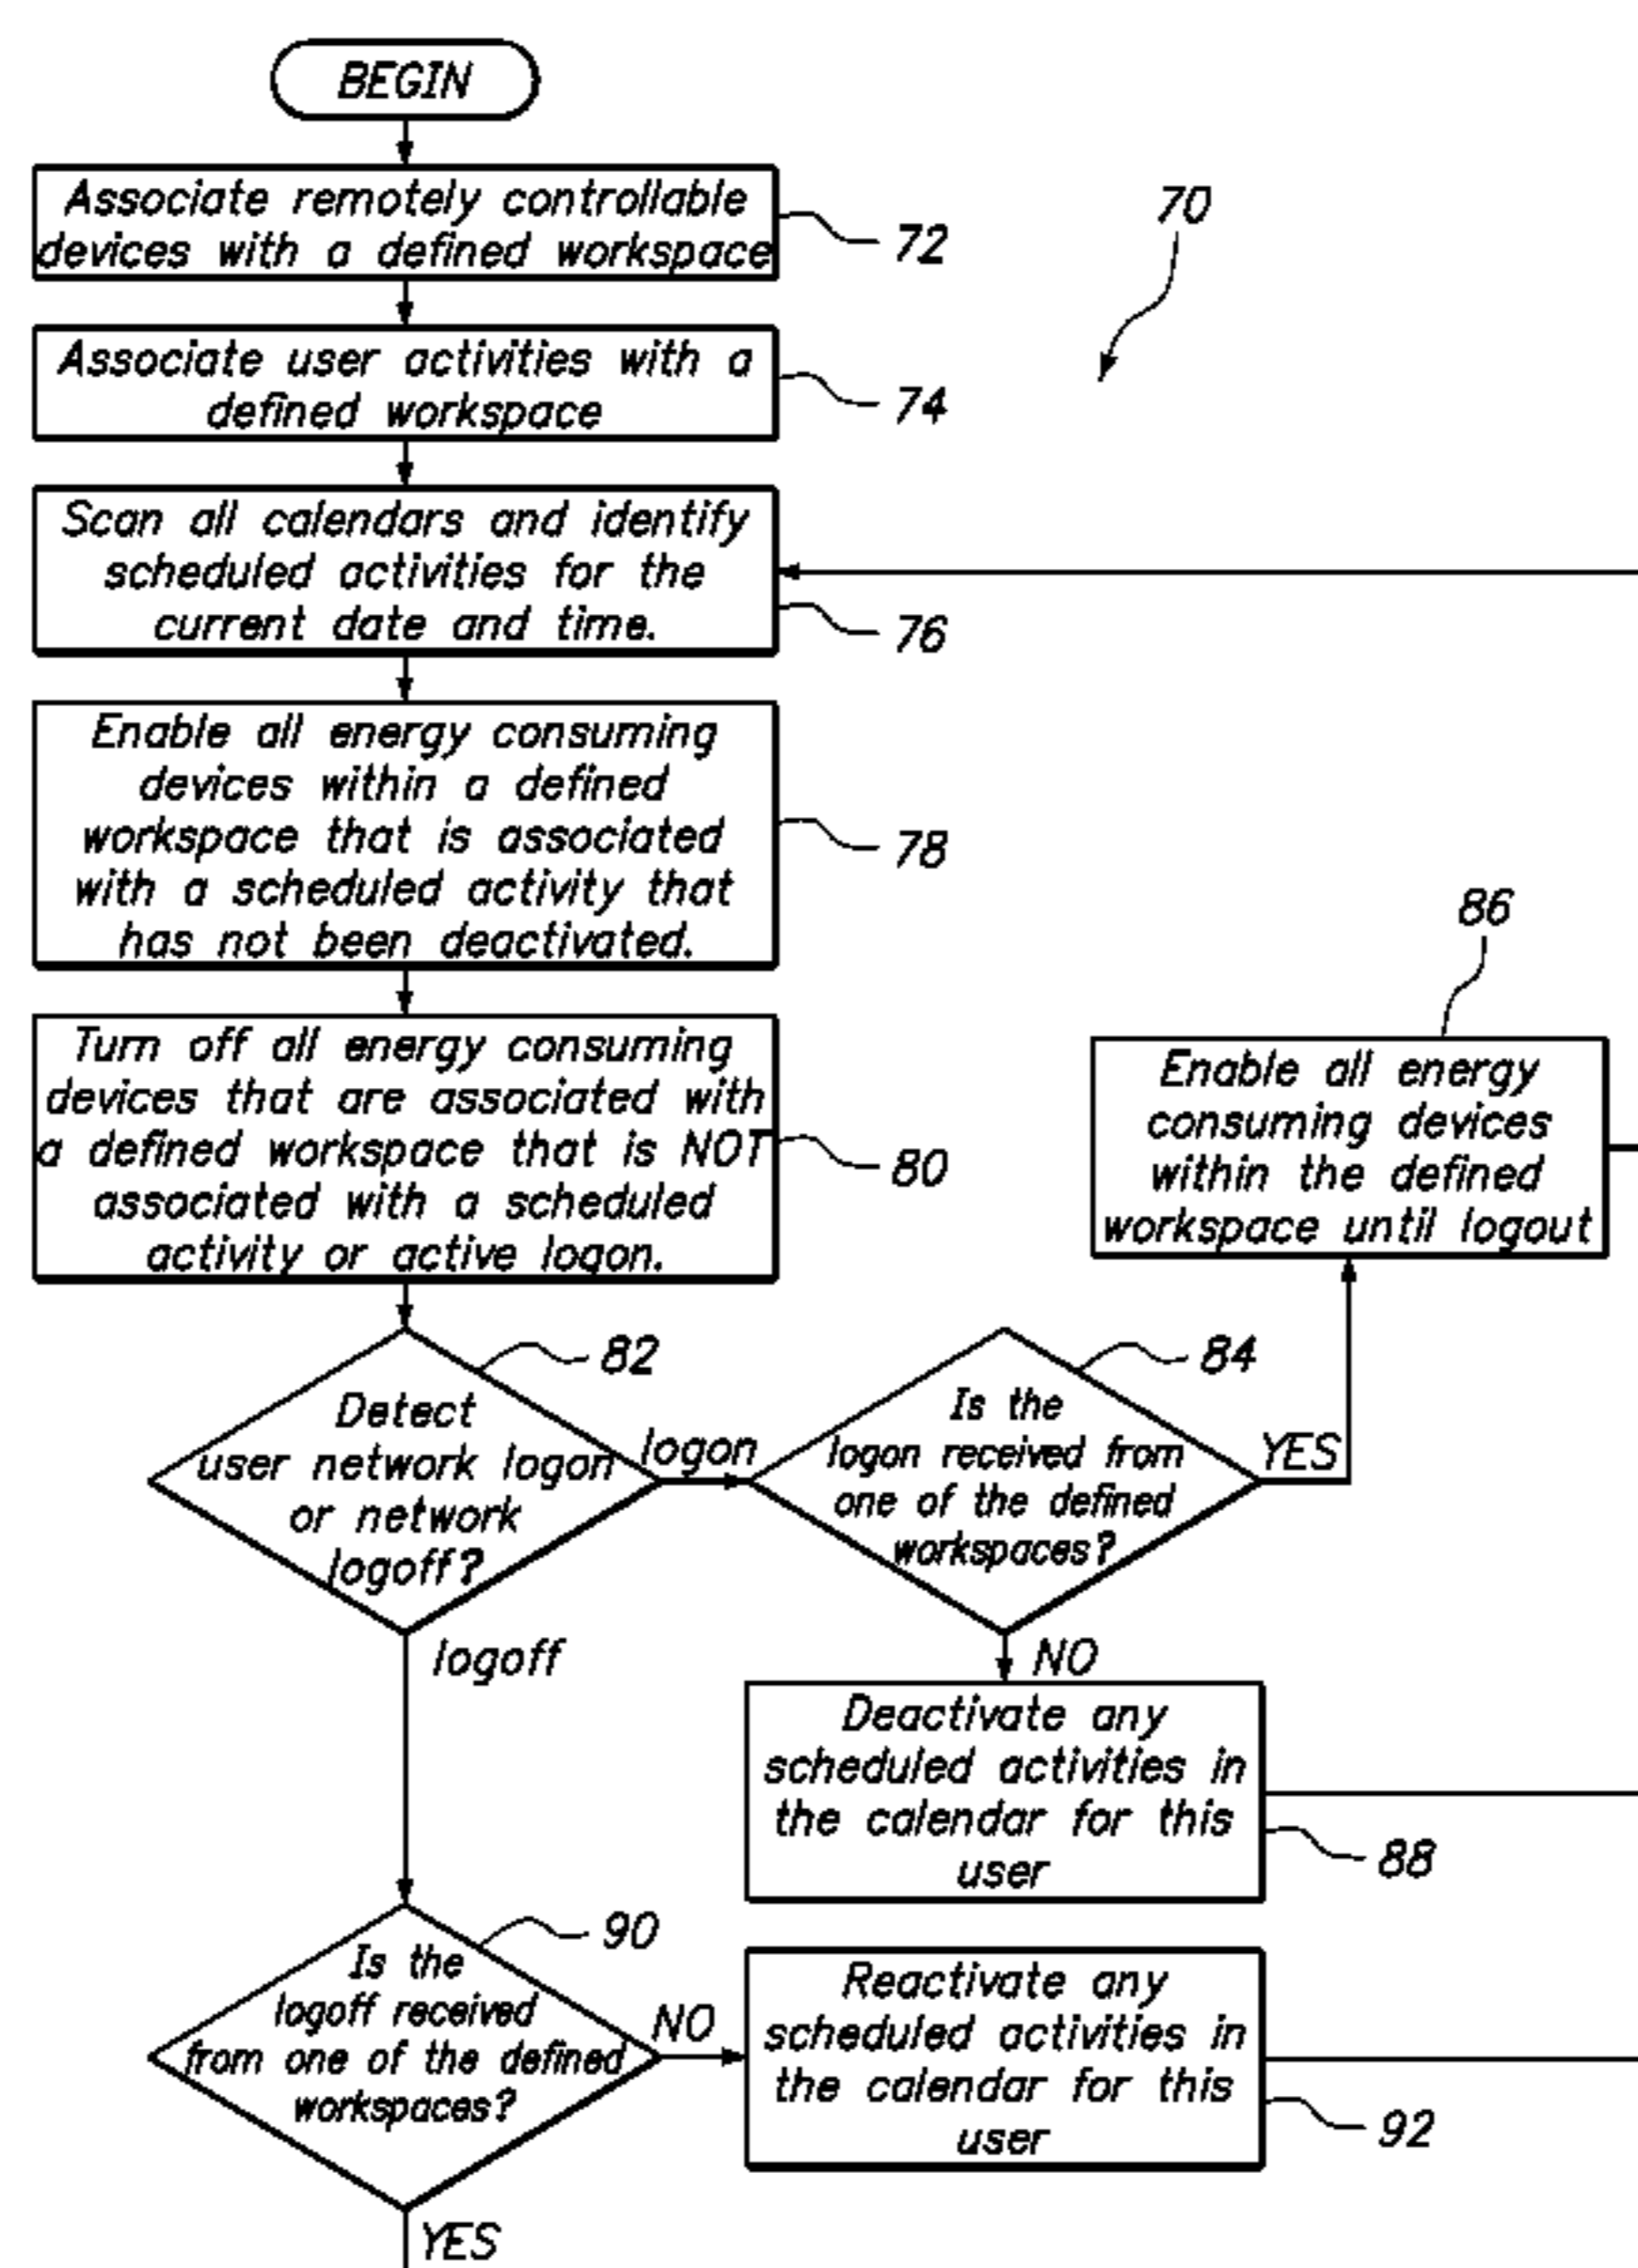 BEGIN
Associate remotely controllable
devices with a defined workspace
72
70
Associate user activities with a
defined workspace
74
Scan all calendars and identify
scheduled activities for the
current date and time.
76
Enable all energy consuming
devices within a defined
workspace that is associated
with a scheduled activity that
has not been deactivated.
78
86
Turn off all energy consuming
devices that are associated with
a defined workspace that is NOT
associated with a scheduled
activity or active logon.
80
Enable all energy
consuming devices
within the defined
workspace until logout
82
Detect
user network logon
or network
logoff?
logon
84
Is the
logon received from
one of the defined
workspaces?
YES
logoff
NO
Deactivate any
scheduled activities in
the calendar for this
user
88
90
Is the
logoff received
from one of the defined
workspaces?
NO
Reactivate any
scheduled activities in
the calendar for this
user
92
YES